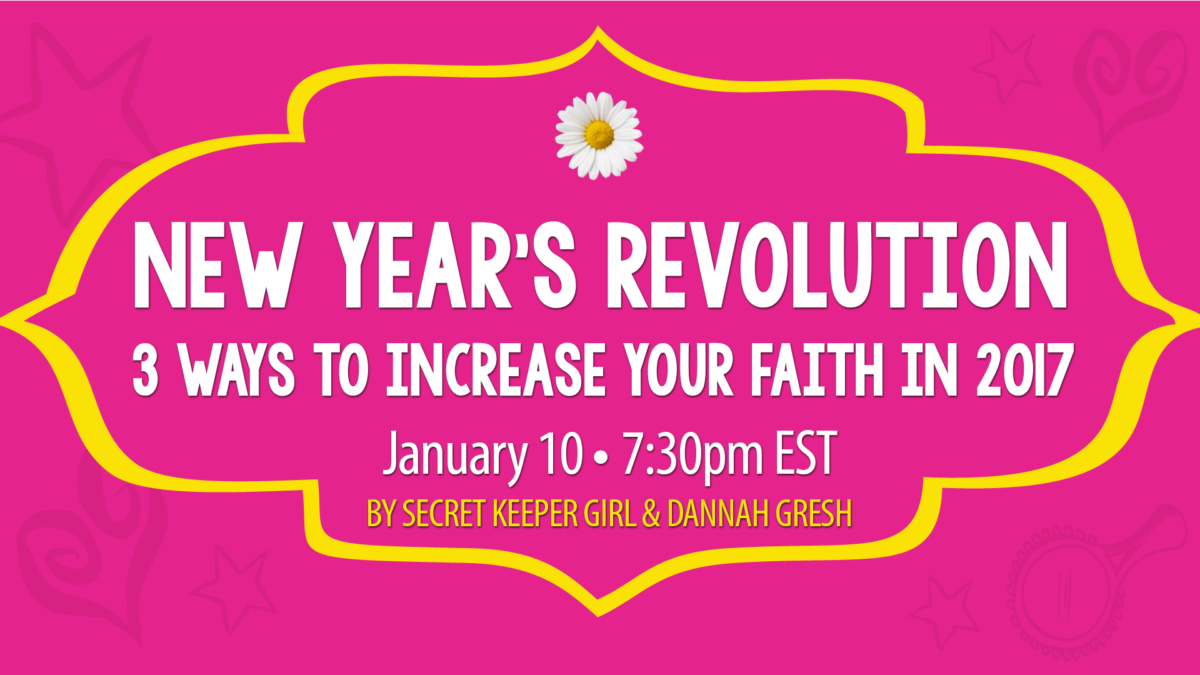 NEW YEAR'S REVOLUTION
3 WAYS TO INCREASE YOUR FAITH IN 2017
January 10 • 7:30pm EST
BY SECRET KEEPER GIRL & DANNAH GRESH